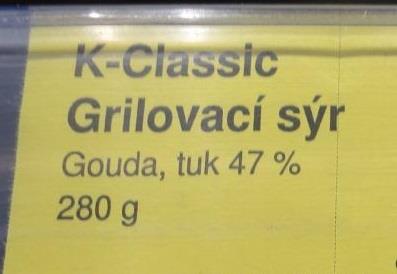 K-Classic
Grilovací sýr
Gouda, tuk 47 %
280 g